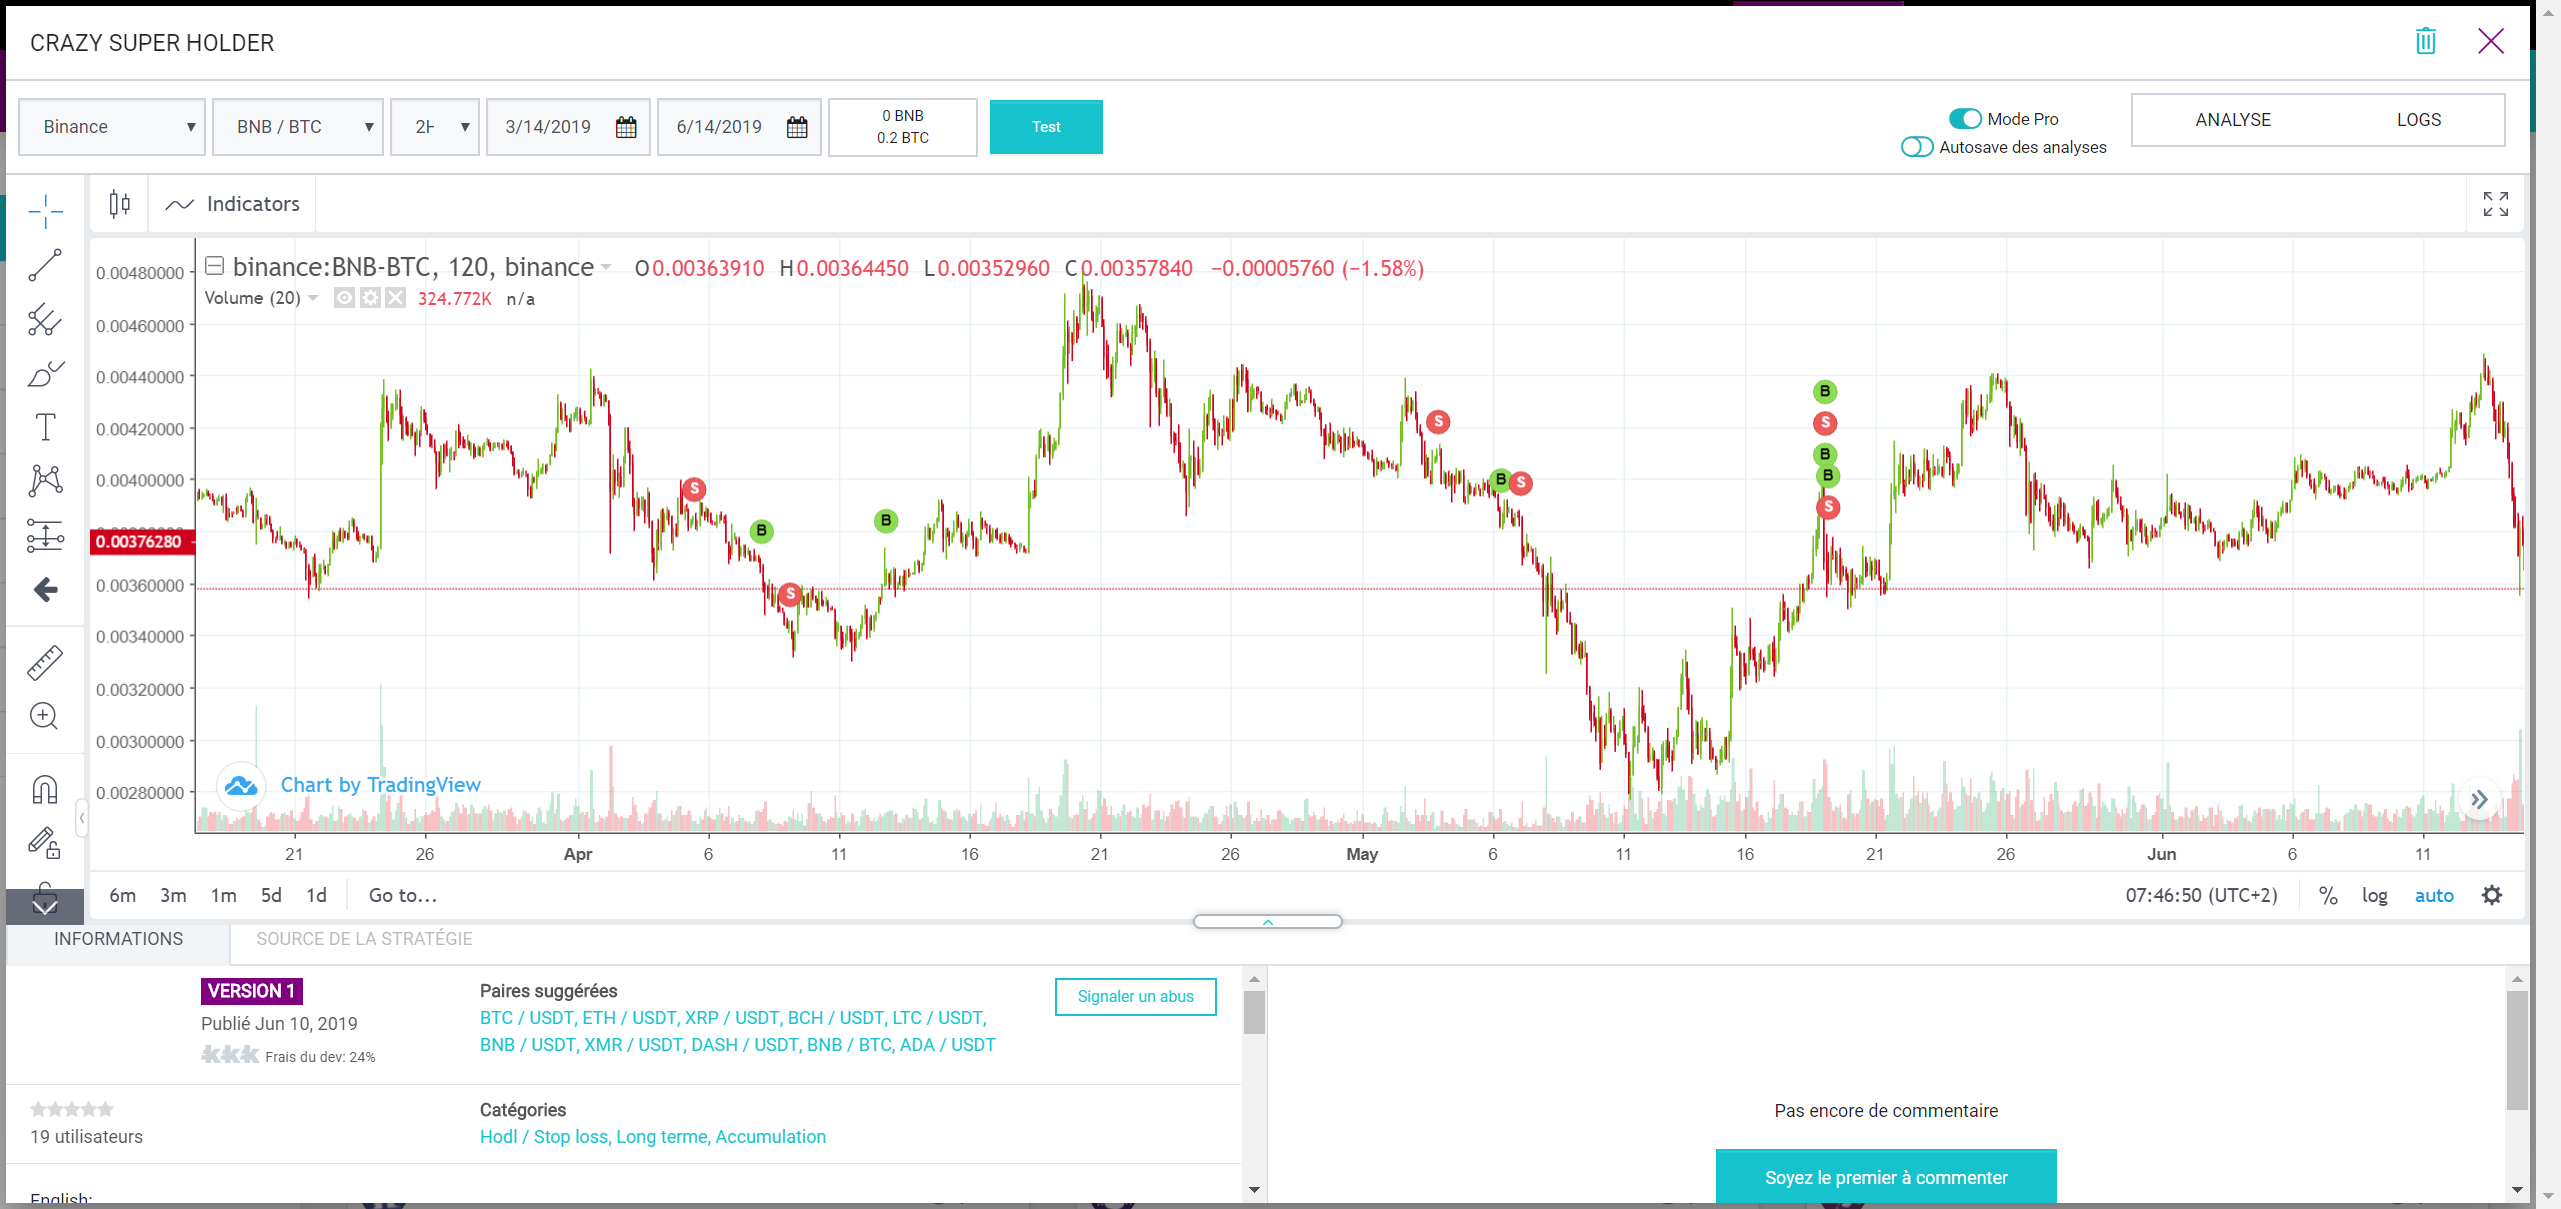 CRAZY SUPER HOLDER
Binance
BNB / BTC
2H
3/14/2019
6/14/2019
0 BNB
0.2 BTC
Test
Mode Pro
Autosave des analyses
ANALYSE
LOGS
Indicators
binance:BNB-BTC, 120, binance O0.00363910 H0.00364450 L0.00352960 C0.00357840 −0.00005760 (−1.58%)
Volume (20) 324.772K n/a
0.00480000
0.00460000
0.00440000
0.00420000
0.00400000
0.00376280
0.00360000
0.00340000
0.00320000
0.00300000
0.00280000
S
B
S
B
S
B
S
B
S
B
B
S
Chart by TradingView
21 26 Apr 6 11 16 21 26 May 6 11 16 21 26 Jun 6 11
6m 3m 1m 5d 1d Go to...
07:46:50 (UTC+2) % log auto
INFORMATIONS
SOURCE DE LA STRATÉGIE
VERSION 1
Publié Jun 10, 2019
Frais du dev: 24%
Paires suggérées
BTC / USDT, ETH / USDT, XRP / USDT, BCH / USDT, LTC / USDT,
BNB / USDT, XMR / USDT, DASH / USDT, BNB / BTC, ADA / USDT
Signaler un abus
19 utilisateurs
Catégories
Hodl / Stop loss, Long terme, Accumulation
English:
Pas encore de commentaire
Soyez le premier à commenter